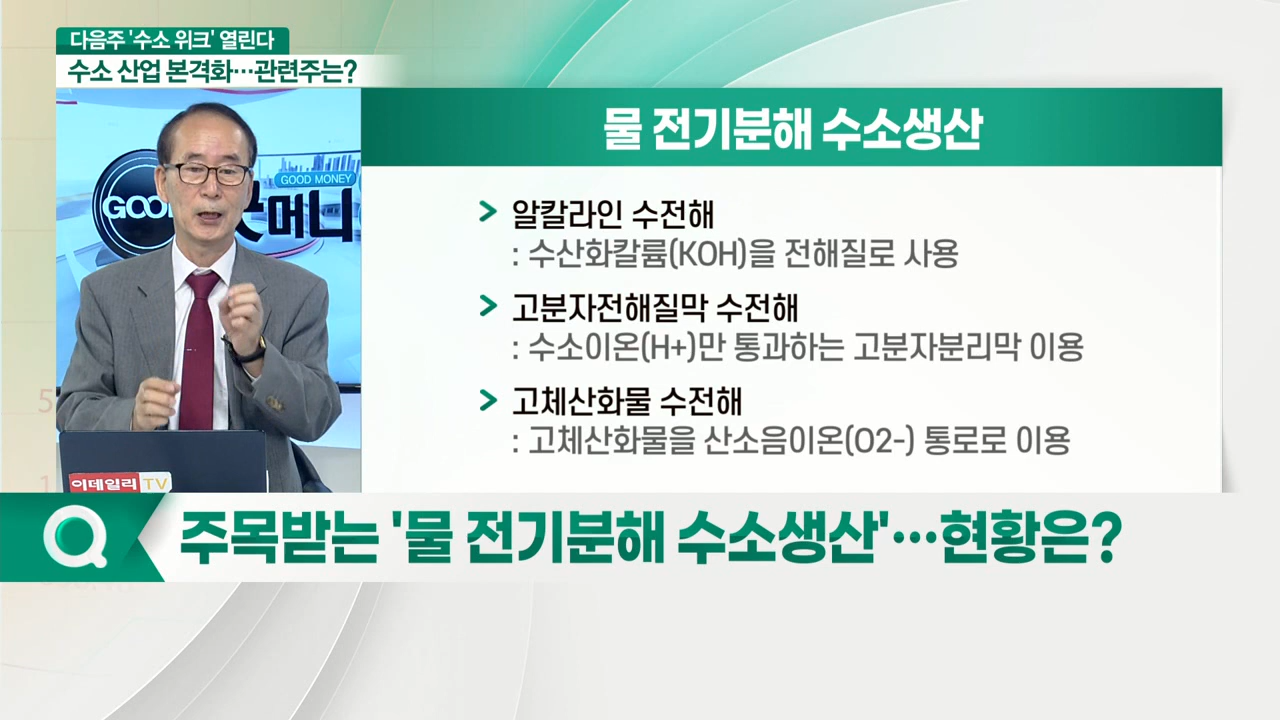 다음주 '수소 위크' 열린다
수소 산업 본격화…관련주는?
물 전기분해 수소생산
GOOD MONEY
GOO
굿머니
> 알칼라인 수전해
: 수산화칼륨(KOH)을 전해질로 사용
> 고분자전해질막 수전해
: 수소이온(H+)만 통과하는 고분자분리막 이용
> 고체산화물 수전해
: 고체산화물을 산소음이온(O2-) 통로로 이용
이데일리 TV
Q 주목받는 '물 전기분해 수소생산'…현황은?